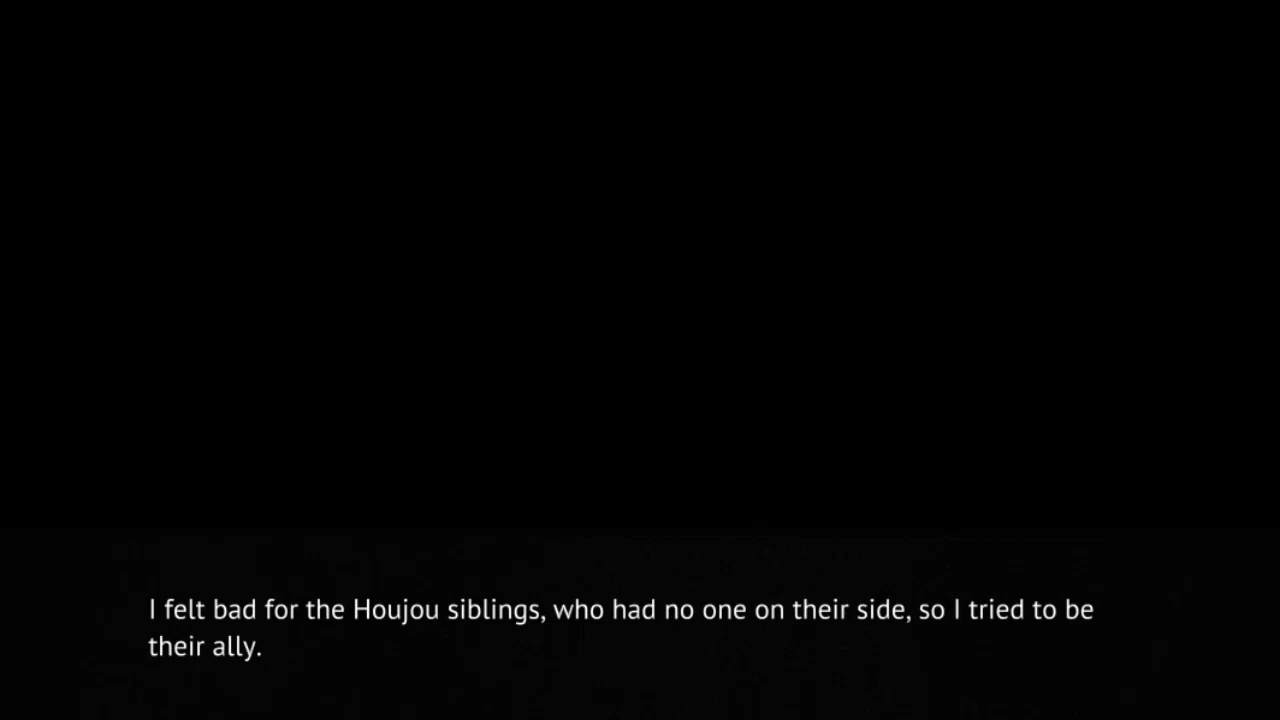 I felt bad for the Houjou siblings, who had no one on their side, so I tried to be
their ally.